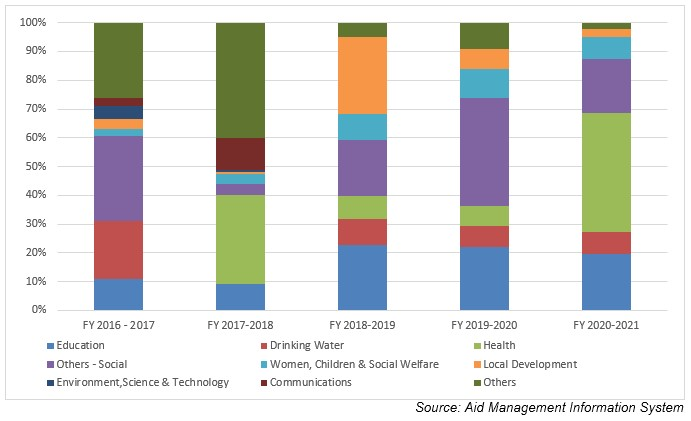 100%
90%
80%
70%
60%
50%
40%
30%
20%
10%
0%
FY 2016 - 2017 FY 2017-2018 FY 2018-2019 FY 2019-2020 FY 2020-2021
Education Drinking Water Health
Others - Social Women, Children & Social Welfare Local Development
Environment,Science & Technology Communications Others
Source: Aid Management Information System